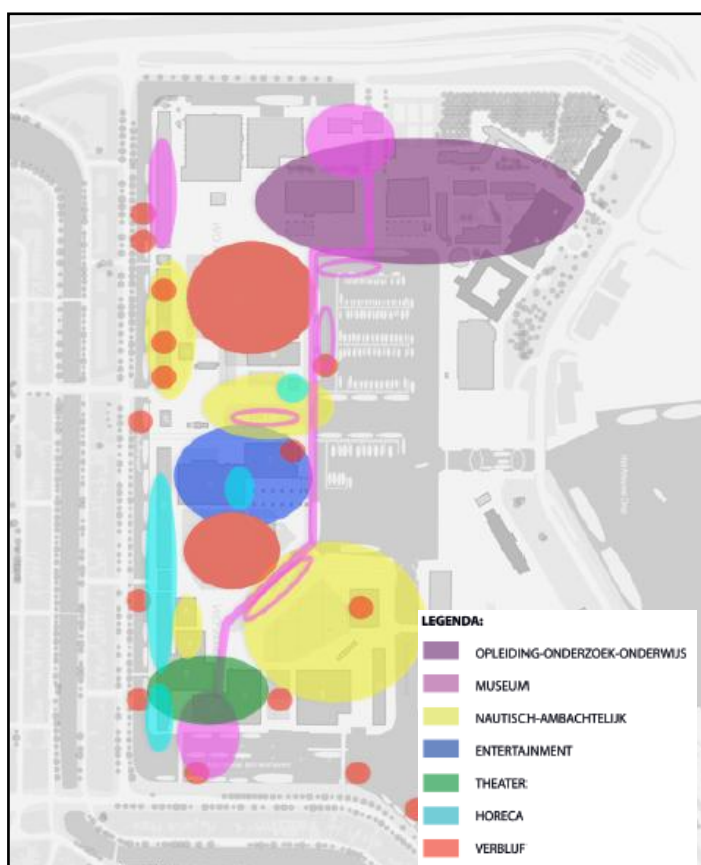 LEGENDA:
OPLEIDING-ONDERZOEK-ONDERWIJS
MUSEUM
NAUTISCH-AMBACHTELIJK
ENTERTAINMENT
THEATER
HORECA
VERBLIJF